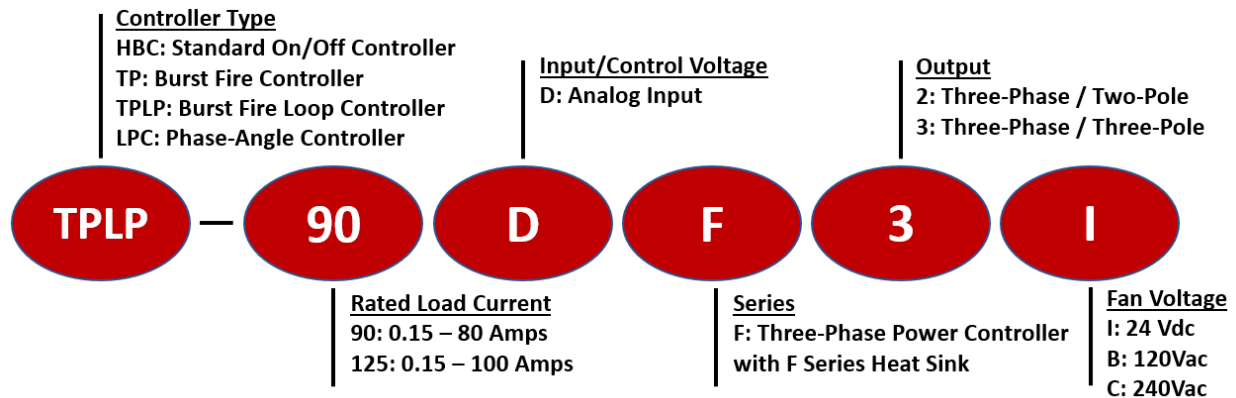 Controller Type
HBC: Standard On/Off Controller
TP: Burst Fire Controller
TPLP: Burst Fire Loop Controller
LPC: Phase-Angle Controller
Input/Control Voltage
D: Analog Input
Output
2: Three-Phase / Two-Pole
3: Three-Phase / Three-Pole
TPLP – 90 D F 3 I
Rated Load Current
90: 0.15 – 80 Amps
125: 0.15 – 100 Amps
Series
F: Three-Phase Power Controller
with F Series Heat Sink
Fan Voltage
I: 24 Vdc
B: 120Vac
C: 240Vac